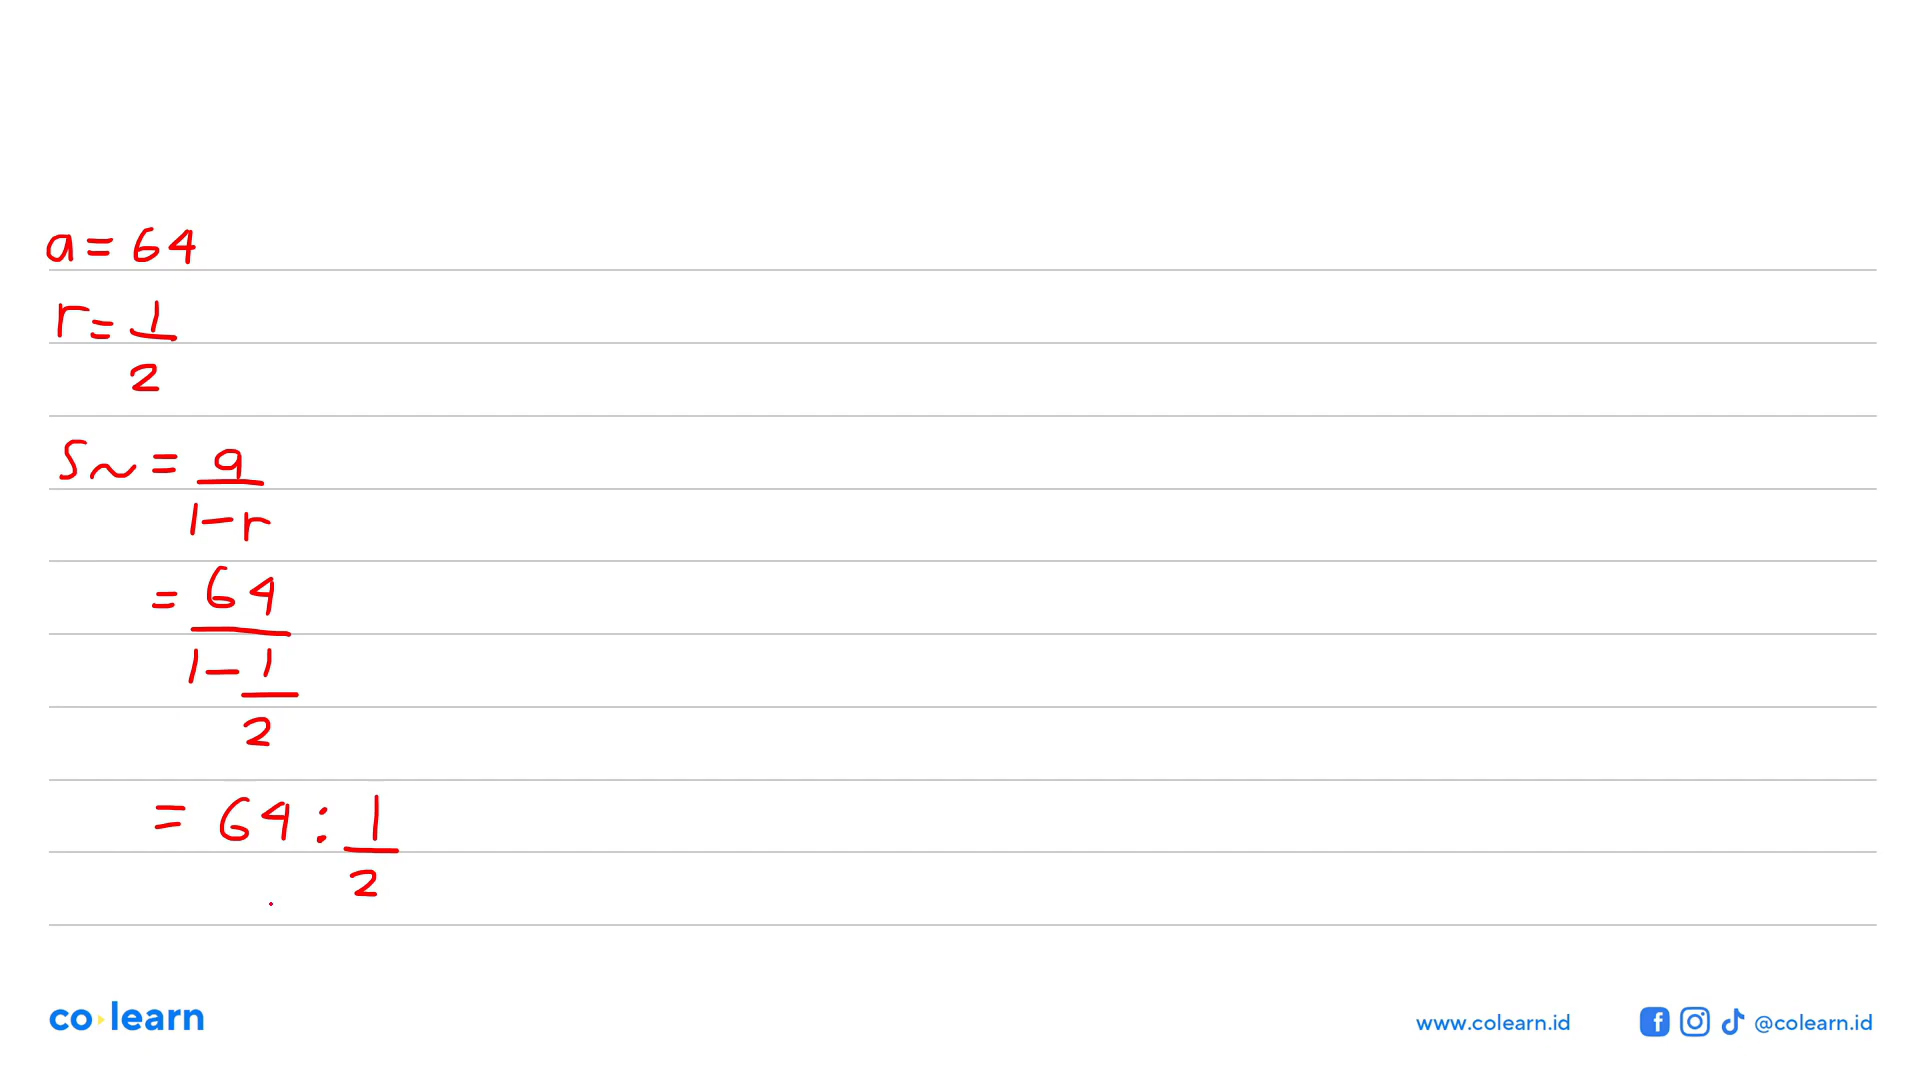 a = 64
r = 1/2
S~ = a/1-r
= 64/1-1/2
= 64 : 1/2
co learn
www.colearn.id
@colearn.id